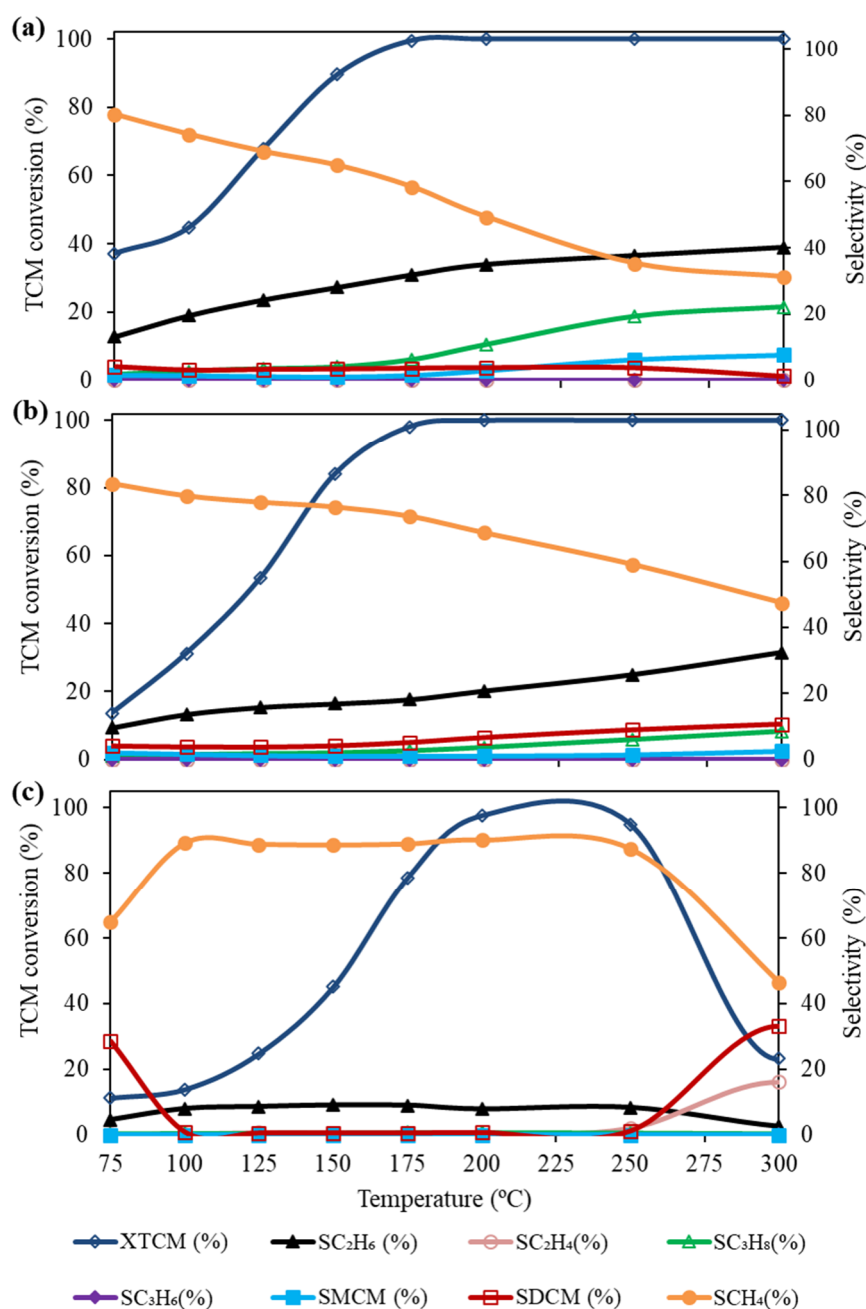 (a)
100
80
60
40
20
0
TCM conversion (%)
100
80
60
40
20
0
Selectivity (%)
(b)
100
80
60
40
20
0
TCM conversion (%)
100
80
60
40
20
0
Selectivity (%)
(c)
100
80
60
40
20
0
TCM conversion (%)
100
80
60
40
20
0
Selectivity (%)
75 100 125 150 175 200 225 250 275 300
Temperature (ºC)
XTCM (%) SC₂H₆ (%) SC₂H₄(%) SC₃H₈(%)
SC₃H₆(%) SMCM (%) SDCM (%) SCH₄(%)